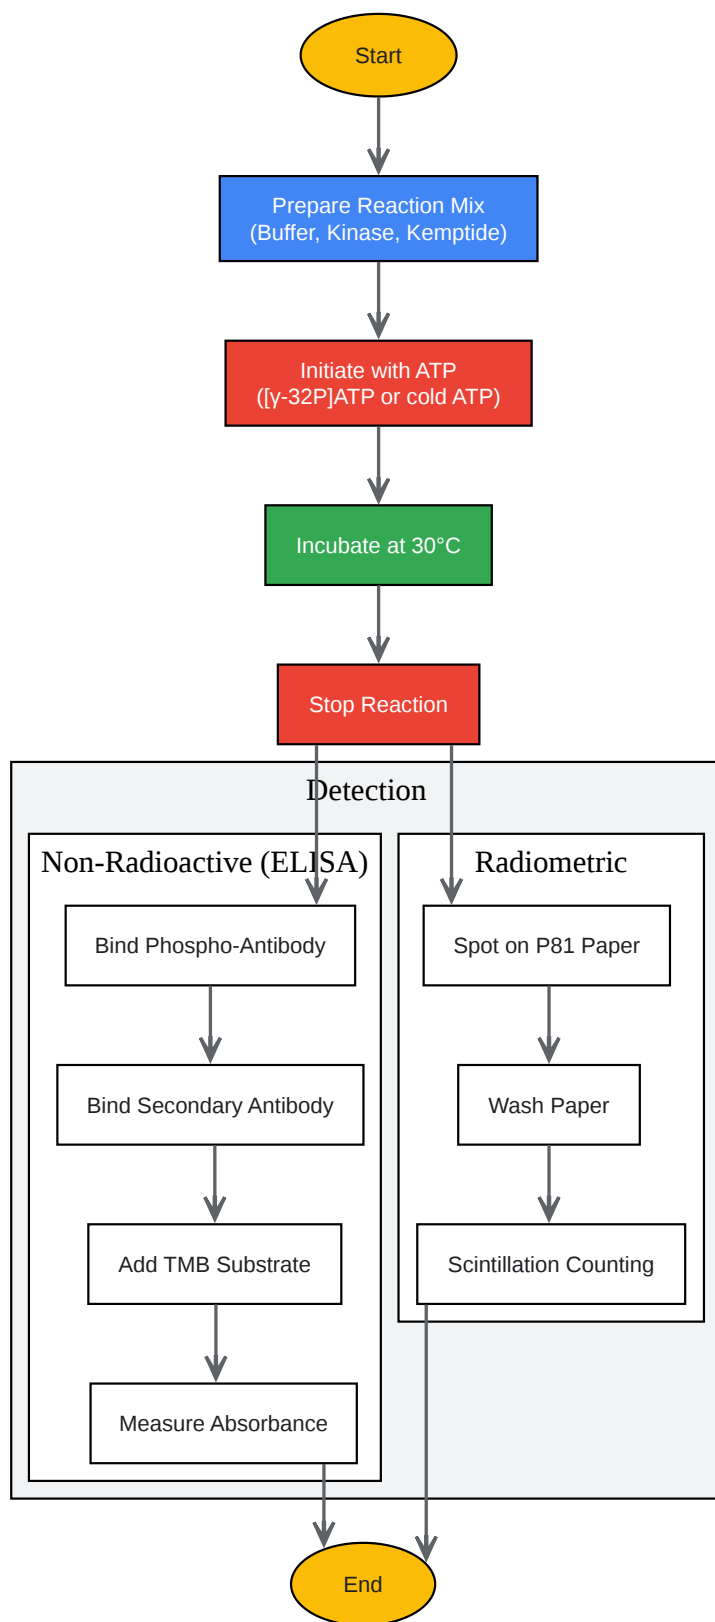 Start
Prepare Reaction Mix
(Buffer, Kinase, Kemptide)
Initiate with ATP
([γ-32P]ATP or cold ATP)
Incubate at 30°C
Stop Reaction
Detection
Non-Radioactive (ELISA)
Bind Phospho-Antibody
Bind Secondary Antibody
Add TMB Substrate
Measure Absorbance
Radiometric
Spot on P81 Paper
Wash Paper
Scintillation Counting
End